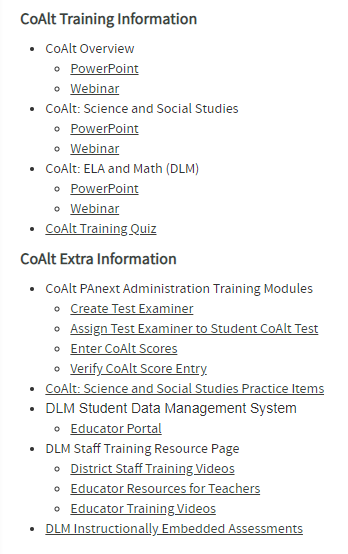 CoAlt Training Information
CoAlt Overview
PowerPoint
Webinar
CoAlt: Science and Social Studies
PowerPoint
Webinar
CoAlt: ELA and Math (DLM)
PowerPoint
Webinar
CoAlt Training Quiz
CoAlt Extra Information
CoAlt PAnext Administration Training Modules
Create Test Examiner
Assign Test Examiner to Student CoAlt Test
Enter CoAlt Scores
Verify CoAlt Score Entry
CoAlt: Science and Social Studies Practice Items
DLM Student Data Management System
Educator Portal
DLM Staff Training Resource Page
District Staff Training Videos
Educator Resources for Teachers
Educator Training Videos
DLM Instructionally Embedded Assessments